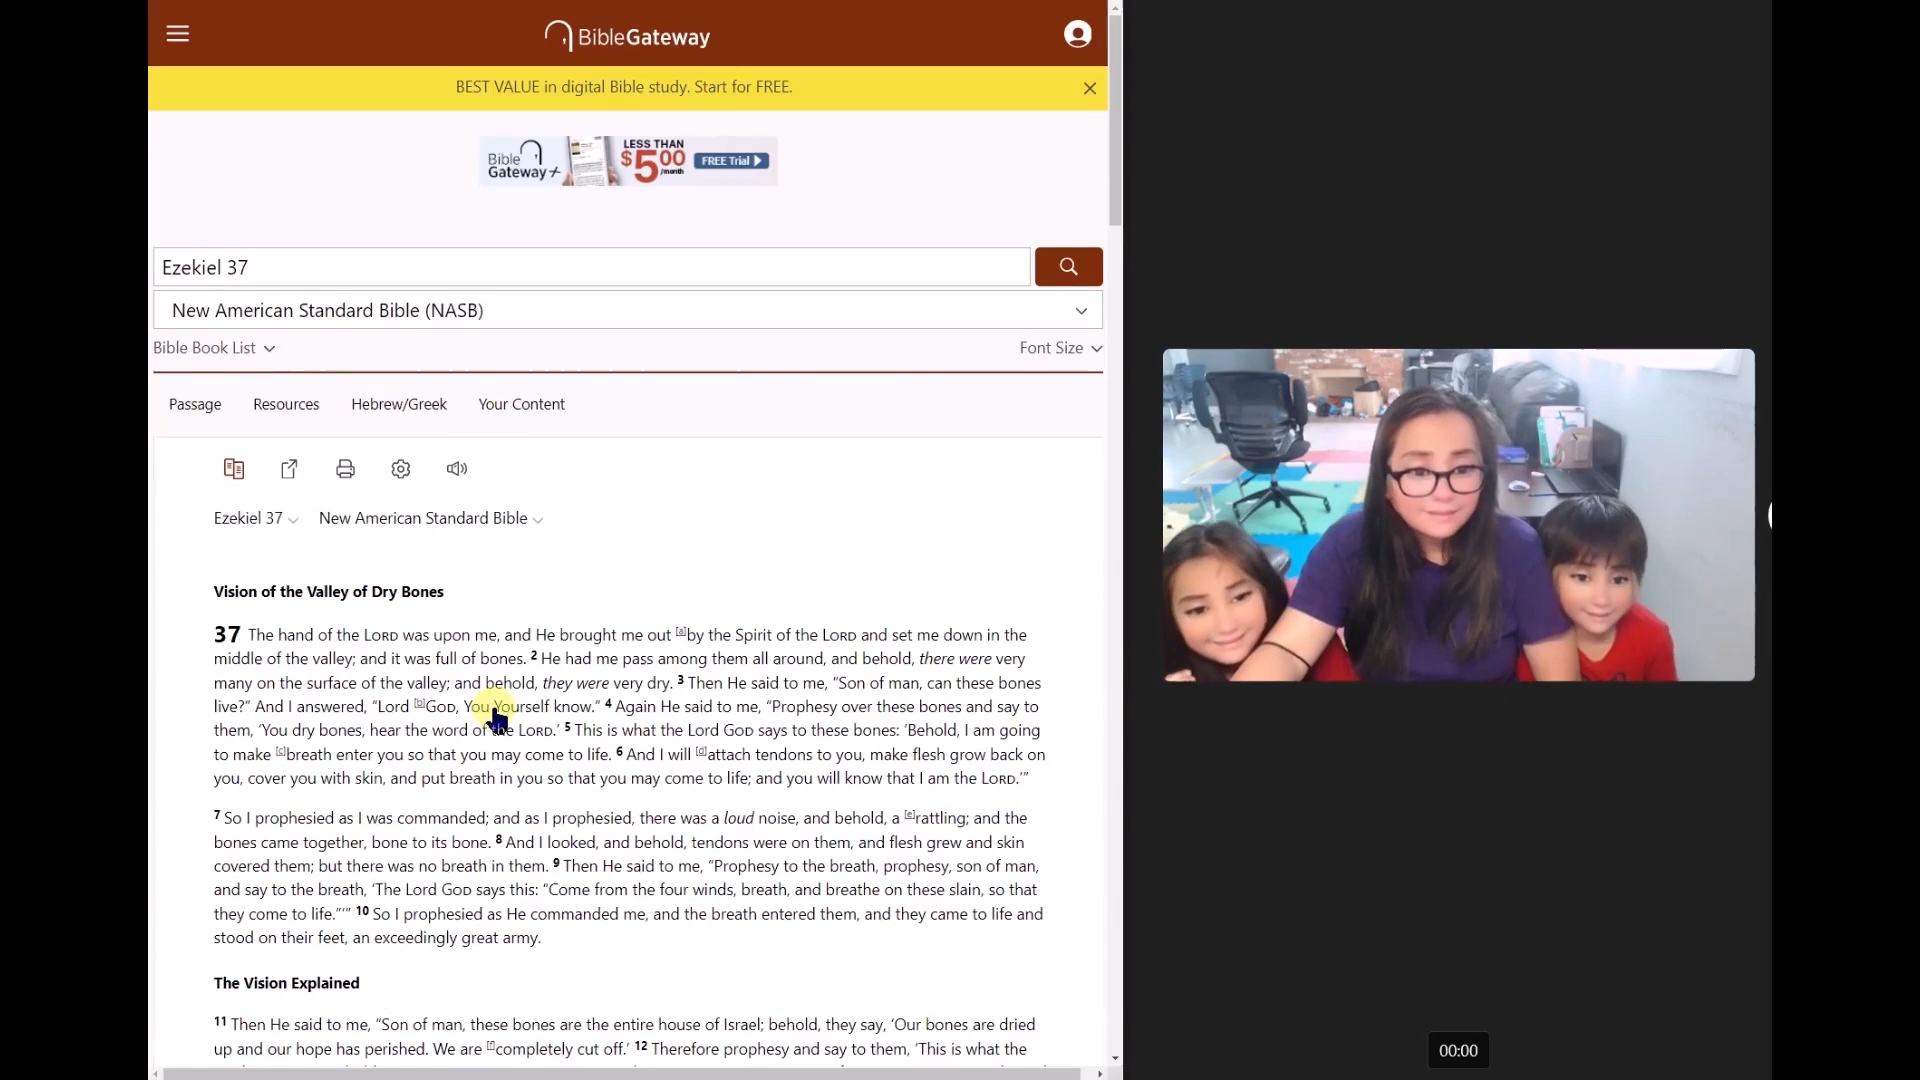 BibleGateway
BEST VALUE in digital Bible study. Start for FREE.
Bible Gateway+
LESS THAN
$5.00 /month
FREE Trial
Ezekiel 37
New American Standard Bible (NASB)
Bible Book List
Font Size
Passage Resources Hebrew/Greek Your Content
Ezekiel 37 New American Standard Bible
Vision of the Valley of Dry Bones
37 The hand of the LORD was upon me, and He brought me out [a]by the Spirit of the LORD and set me down in the
middle of the valley; and it was full of bones. 2 He had me pass among them all around, and behold, there were very
many on the surface of the valley; and behold, they were very dry. 3 Then He said to me, “Son of man, can these bones
live?” And I answered, “Lord [b]GOD, You Yourself know.” 4 Again He said to me, “Prophesy over these bones and say to
them, ‘You dry bones, hear the word of the LORD.’ 5 This is what the Lord GOD says to these bones: ‘Behold, I am going
to make [c]breath enter you so that you may come to life. 6 And I will [d]attach tendons to you, make flesh grow back on
you, cover you with skin, and put breath in you so that you may come to life; and you will know that I am the LORD.’”
7 So I prophesied as I was commanded; and as I prophesied, there was a loud noise, and behold, a [e]rattling; and the
bones came together, bone to its bone. 8 And I looked, and behold, tendons were on them, and flesh grew and skin
covered them; but there was no breath in them. 9 Then He said to me, “Prophesy to the breath, prophesy, son of man,
and say to the breath, ‘The Lord GOD says this: “Come from the four winds, breath, and breathe on these slain, so that
they come to life.”’” 10 So I prophesied as He commanded me, and the breath entered them, and they came to life and
stood on their feet, an exceedingly great army.
The Vision Explained
11 Then He said to me, “Son of man, these bones are the entire house of Israel; behold, they say, ‘Our bones are dried
up and our hope has perished. We are [f]completely cut off.’ 12 Therefore prophesy and say to them, ‘This is what the
00:00